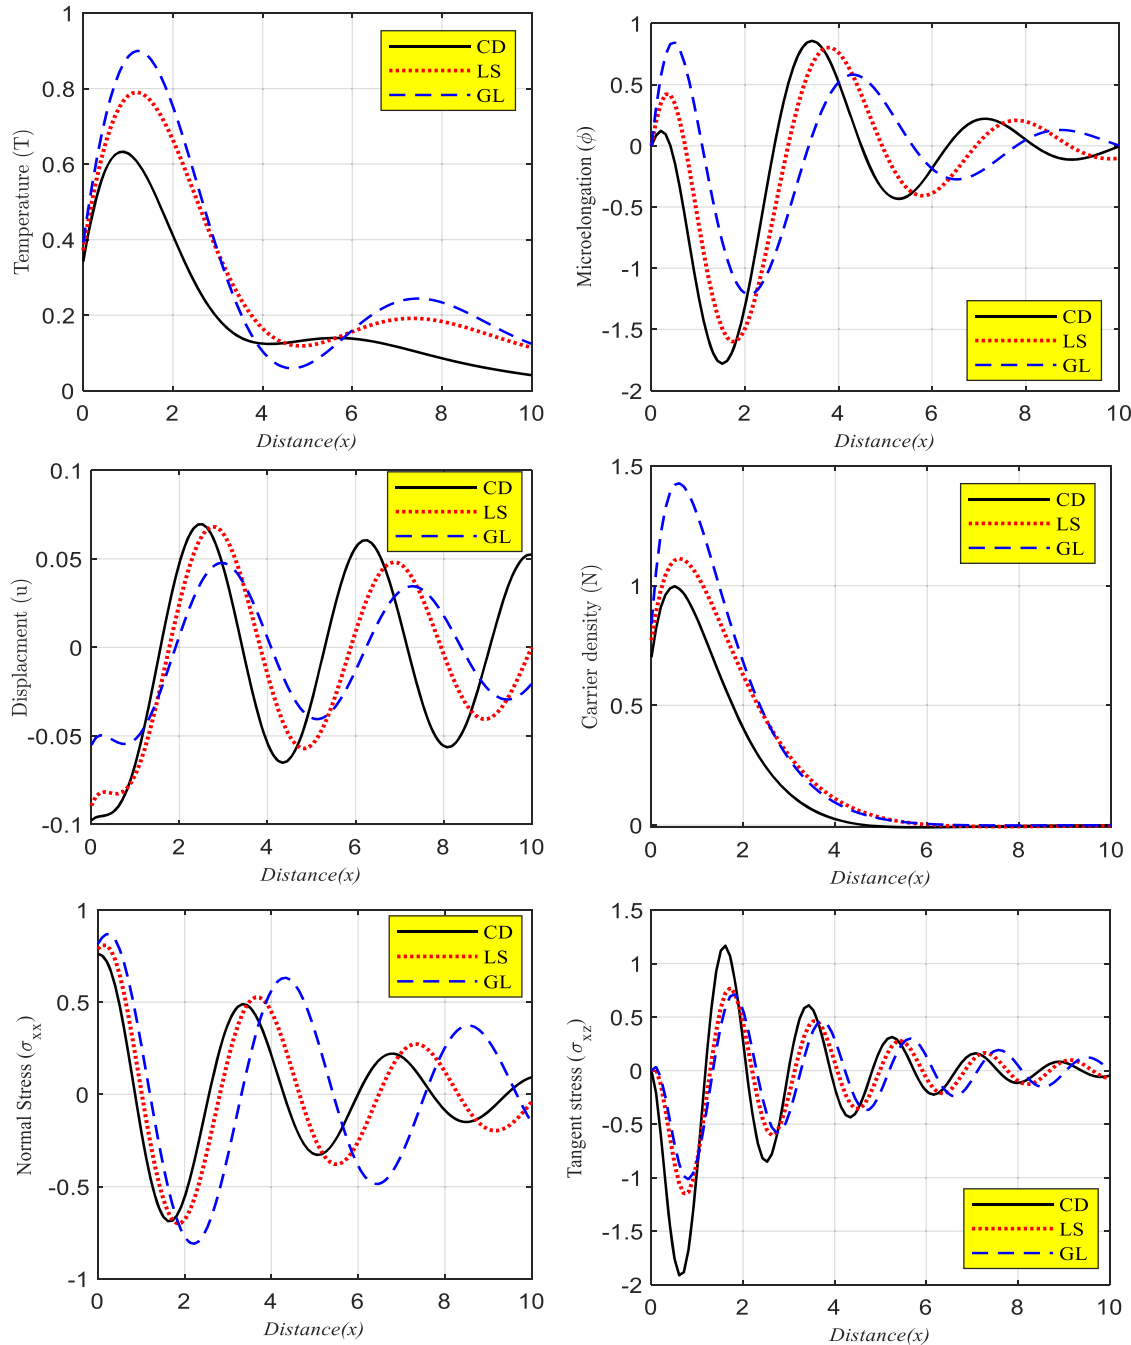 1
0.8
0.6
0.4
0.2
0
Temperature (T)
CD
LS
GL
0 2 4 6 8 10
Distance(x)
1
0.5
0
-0.5
-1
-1.5
-2
Microelongation (ϕ)
CD
LS
GL
0 2 4 6 8 10
Distance(x)
0.1
0.05
0
-0.05
-0.1
Displacment (u)
CD
LS
GL
0 2 4 6 8 10
Distance(x)
1.5
1
0.5
0
Carrier density (N)
CD
LS
GL
0 2 4 6 8 10
Distance(x)
1
0.5
0
-0.5
-1
Normal Stress (σxx)
CD
LS
GL
0 2 4 6 8 10
Distance(x)
1.5
1
0.5
0
-0.5
-1
-1.5
-2
Tangent stress (σxz)
CD
LS
GL
0 2 4 6 8 10
Distance(x)